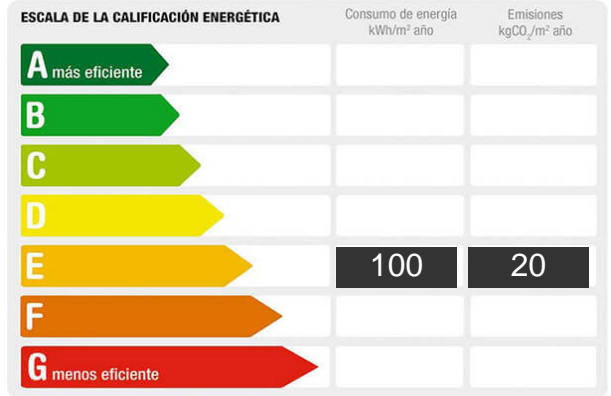 ESCALA DE LA CALIFICACIÓN ENERGÉTICA
Consumo de energía
kWh/m² año
Emisiones
kgCO₂/m² año
A más eficiente
B
C
D
E 100 20
F
G menos eficiente